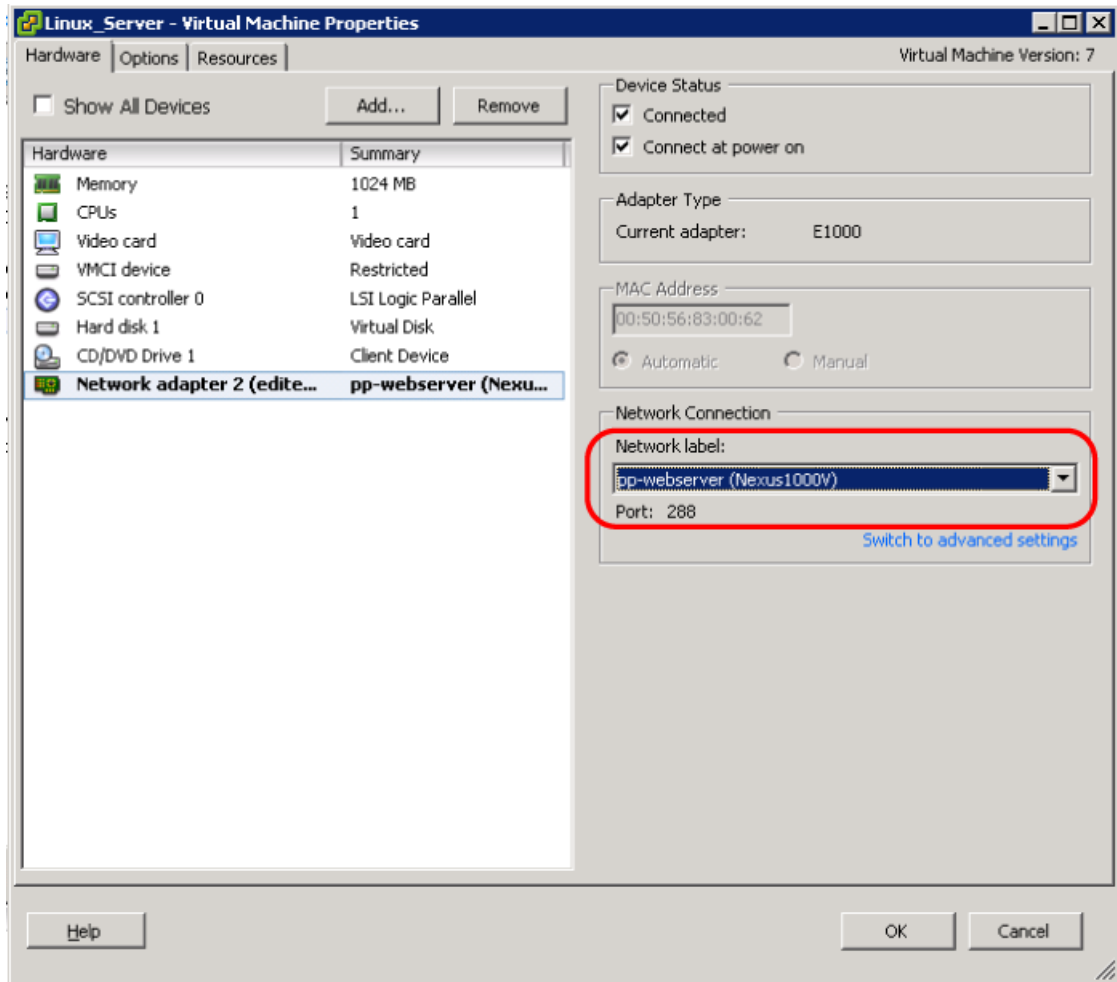 Linux_Server - Virtual Machine Properties
Hardware Options Resources Virtual Machine Version: 7
Show All Devices Add... Remove
Hardware Summary
Memory 1024 MB
CPUs 1
Video card Video card
VMCI device Restricted
SCSI controller 0 LSI Logic Parallel
Hard disk 1 Virtual Disk
CD/DVD Drive 1 Client Device
Network adapter 2 (edite... pp-webserver (Nexu...
Device Status
Connected
Connect at power on
Adapter Type
Current adapter: E1000
MAC Address
00:50:56:83:00:62
Automatic Manual
Network Connection
Network label:
pp-webserver (Nexus1000V)
Port: 288
Switch to advanced settings
Help OK Cancel